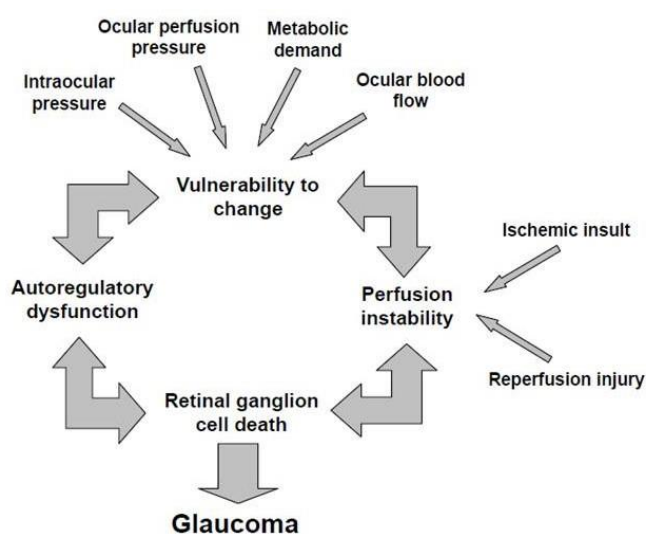 Ocular perfusion
pressure
Metabolic
demand
Intraocular
pressure
Ocular blood
flow
Vulnerability to
change
Ischemic insult
Autoregulatory
dysfunction
Perfusion
instability
Reperfusion injury
Retinal ganglion
cell death
Glaucoma